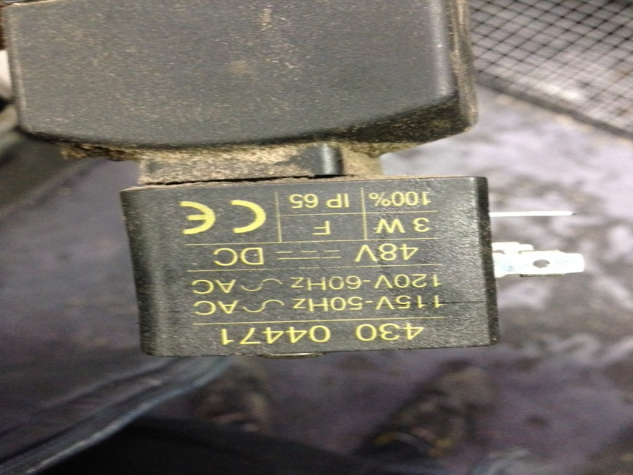 430 04471
115V-50Hz ~ AC
120V-60Hz ~ AC
48V ⎓ DC
3 W F CE
100% IP 65